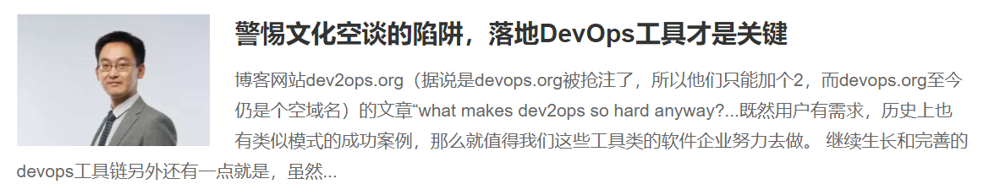 警惕文化空谈的陷阱，落地DevOps工具才是关键
博客网站dev2ops.org（据说是devops.org被抢注了，所以他们只能加个2，而devops.org至今
仍是个空域名）的文章“what makes dev2ops so hard anyway?...既然用户有需求，历史上也
有类似模式的成功案例，那么就值得我们这些工具类的软件企业努力去做。 继续生长和完善的
devops工具链另外还有一点就是，虽然...